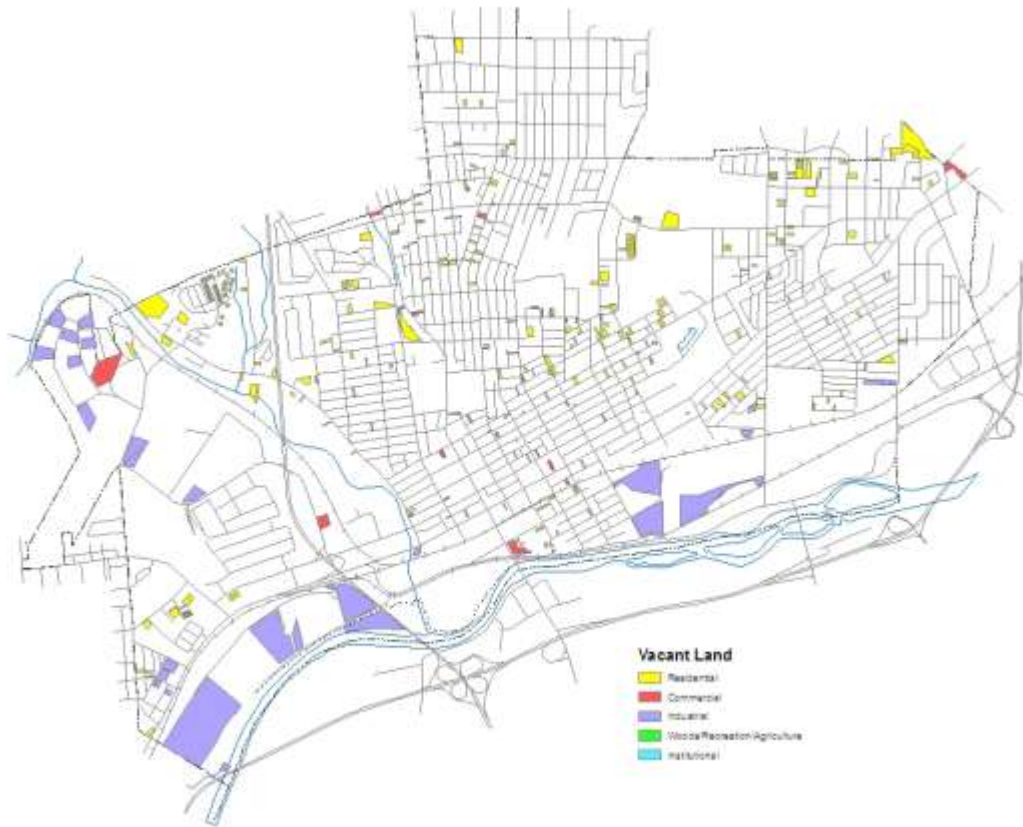 Vacant Land
Residential
Commercial
Industrial
Woods/Recreation/Agriculture
Institutional